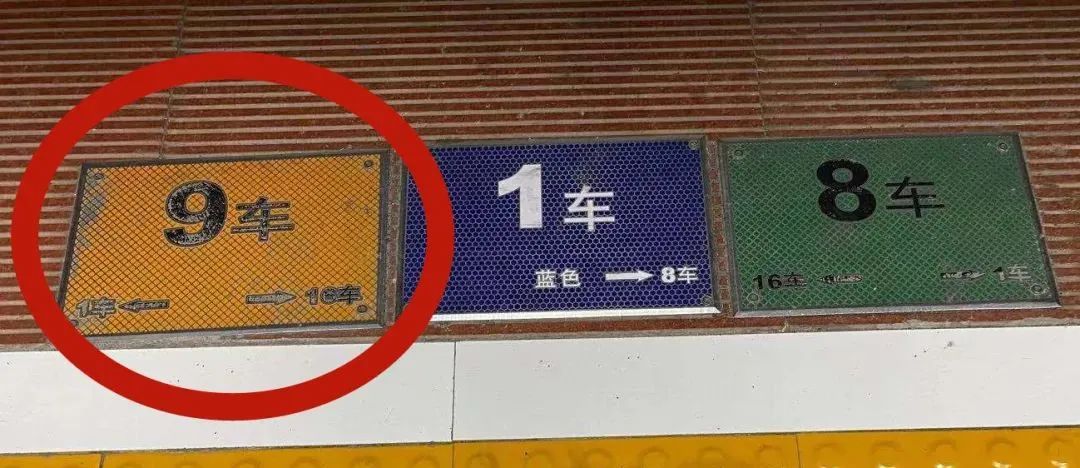 9车
1车 ← → 16车
1车
蓝色 → 8车
8车
16车 ← → 1车